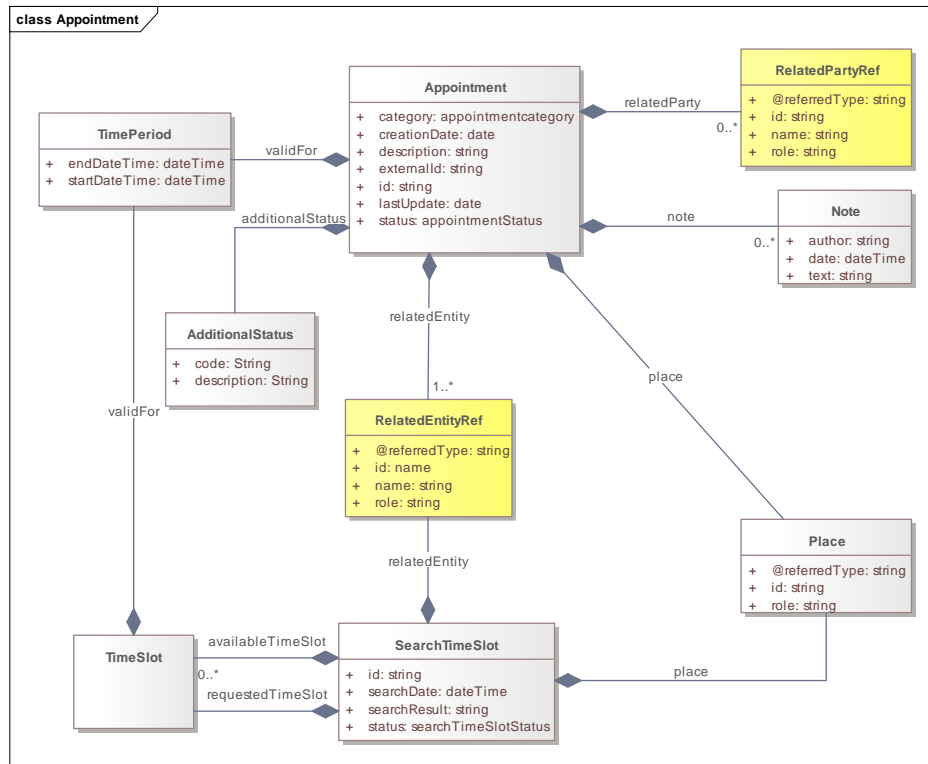 class Appointment
Appointment
+ category: appointmentcategory
+ creationDate: date
+ description: string
+ externalId: string
+ id: string
+ lastUpdate: date
+ status: appointmentStatus
relatedParty
0..*
RelatedPartyRef
+ @referredType: string
+ id: string
+ name: string
+ role: string
TimePeriod
+ endDateTime: dateTime
+ startDateTime: dateTime
validFor
additionalStatus
note
0..*
Note
+ author: string
+ date: dateTime
+ text: string
AdditionalStatus
+ code: String
+ description: String
relatedEntity
1..*
place
validFor
RelatedEntityRef
+ @referredType: string
+ id: name
+ name: string
+ role: string
relatedEntity
Place
+ @referredType: string
+ id: string
+ role: string
TimeSlot
availableTimeSlot
0..*
requestedTimeSlot
SearchTimeSlot
+ id: string
+ searchDate: dateTime
+ searchResult: string
+ status: searchTimeSlotStatus
place